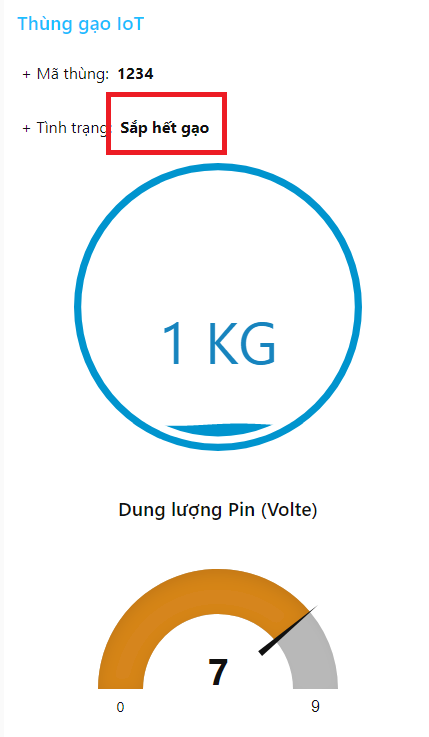 Thùng gạo IoT
+ Mã thùng: 1234
+ Tình trạng: Sắp hết gạo
1 KG
Dung lượng Pin (Volte)
7
0
9